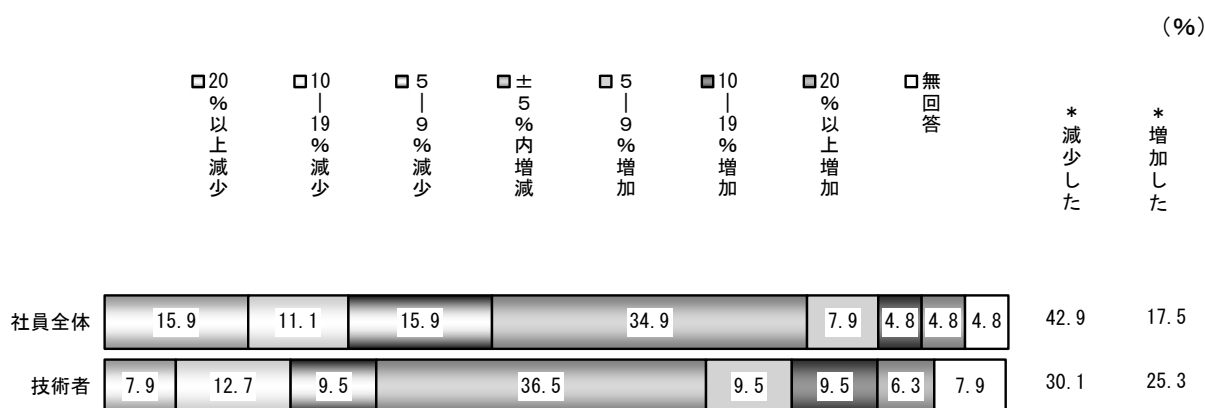 （%）
20%以上減少
10｜19%減少
５｜９%減少
±５%内増減
５｜９%増加
10｜19%増加
20%以上増加
無回答
＊減少した
＊増加した
社員全体 15.9 11.1 15.9 34.9 7.9 4.8 4.8 4.8 42.9 17.5
技術者 7.9 12.7 9.5 36.5 9.5 9.5 6.3 7.9 30.1 25.3